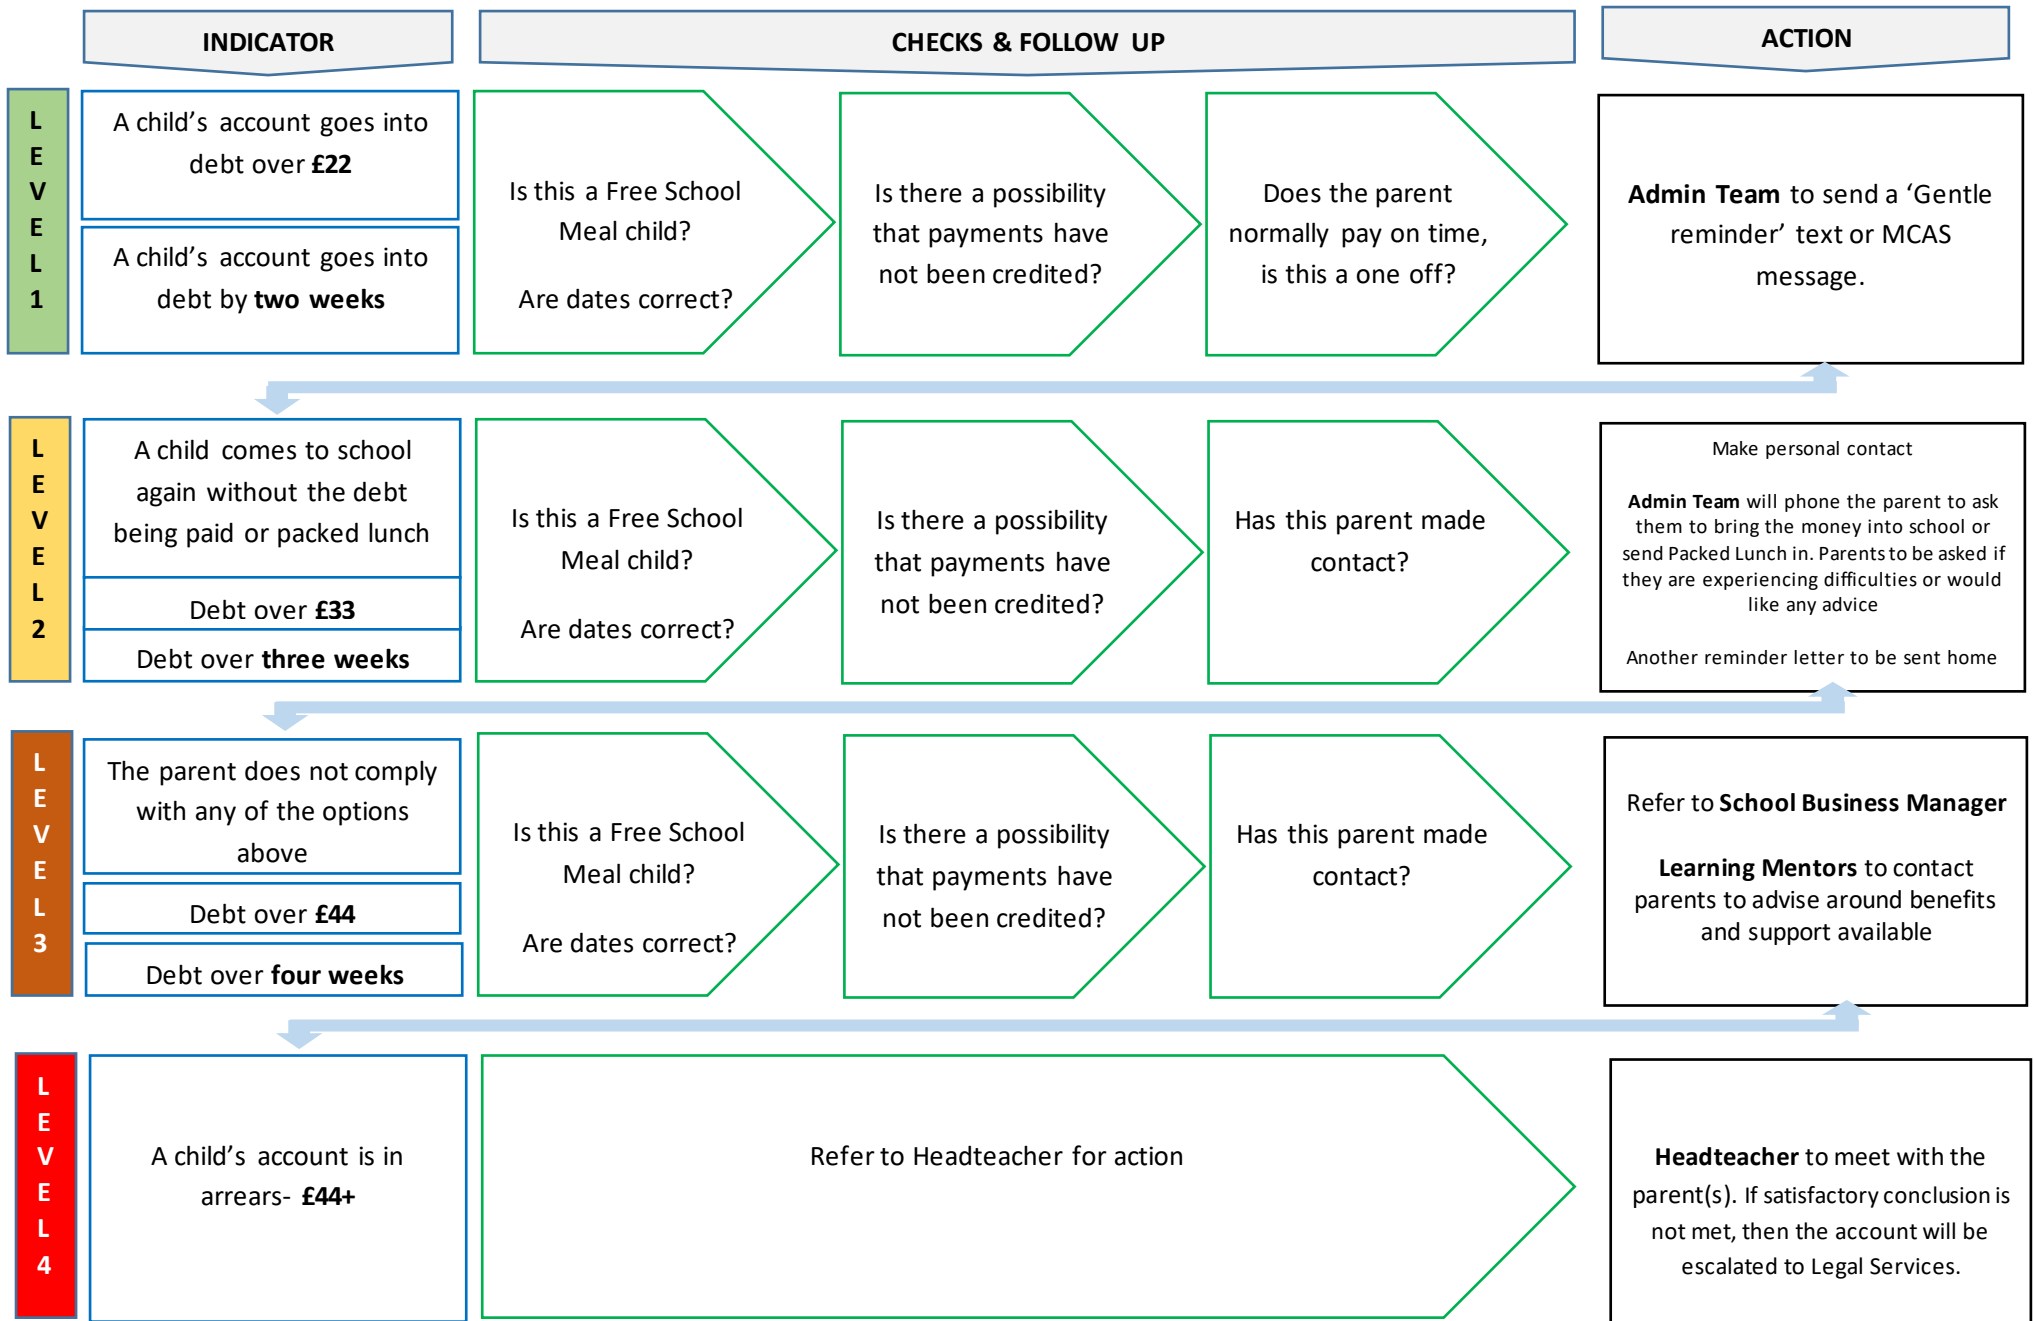 INDICATOR
CHECKS & FOLLOW UP
ACTION
L
E
V
E
L
1
A child’s account goes into
debt over £22
A child’s account goes into
debt by two weeks
Is this a Free School
Meal child?
Are dates correct?
Is there a possibility
that payments have
not been credited?
Does the parent
normally pay on time,
is this a one off?
Admin Team to send a ‘Gentle
reminder’ text or MCAS
message.
L
E
V
E
L
2
A child comes to school
again without the debt
being paid or packed lunch
Debt over £33
Debt over three weeks
Is this a Free School
Meal child?
Are dates correct?
Is there a possibility
that payments have
not been credited?
Has this parent made
contact?
Make personal contact
Admin Team will phone the parent to ask
them to bring the money into school or
send Packed Lunch in. Parents to be asked if
they are experiencing difficulties or would
like any advice
Another reminder letter to be sent home
L
E
V
E
L
3
The parent does not comply
with any of the options
above
Debt over £44
Debt over four weeks
Is this a Free School
Meal child?
Are dates correct?
Is there a possibility
that payments have
not been credited?
Has this parent made
contact?
Refer to School Business Manager
Learning Mentors to contact
parents to advise around benefits
and support available
L
E
V
E
L
4
A child’s account is in
arrears- £44+
Refer to Headteacher for action
Headteacher to meet with the
parent(s). If satisfactory conclusion is
not met, then the account will be
escalated to Legal Services.